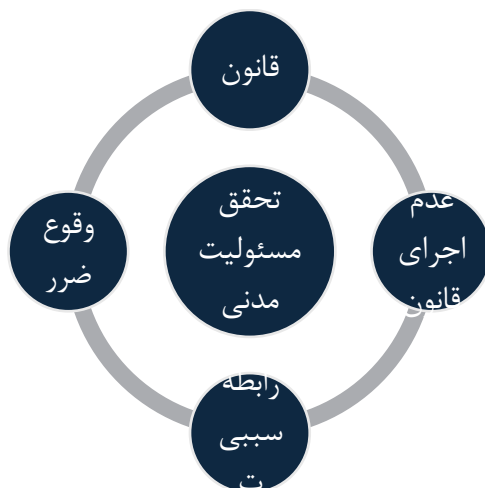 قانون
تحقق
مسئولیت
مدنی
عدم
اجرای
قانون
رابطه
سببی
ت
وقوع
ضرر